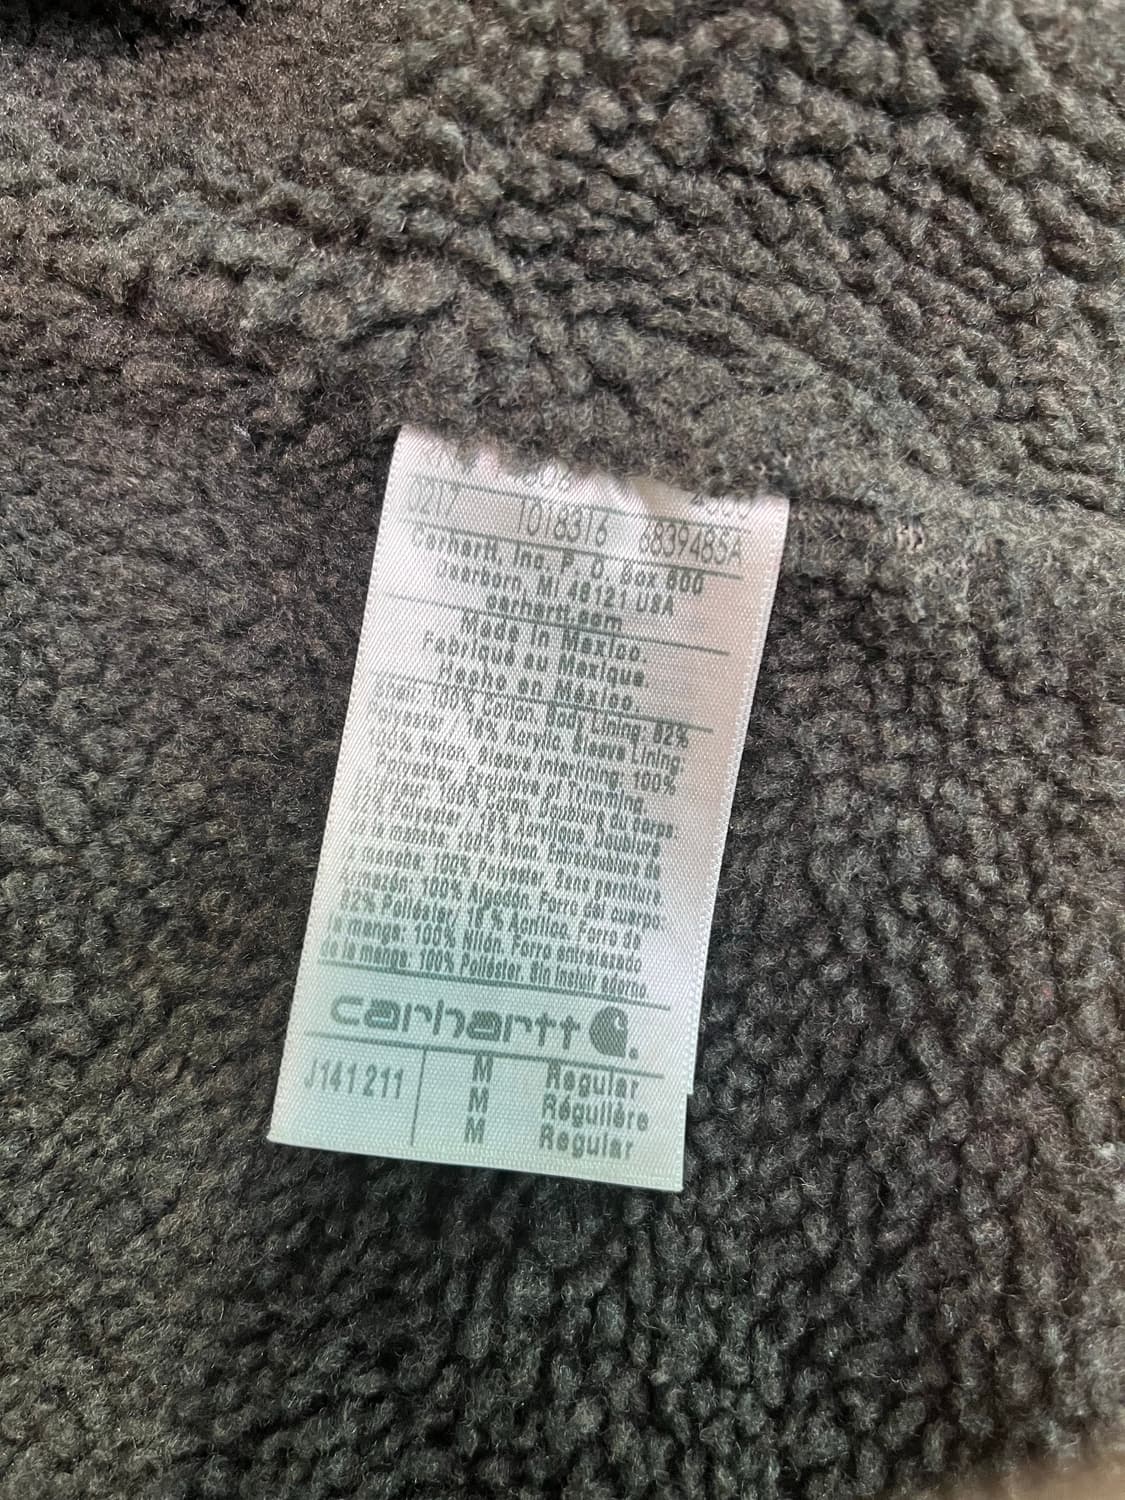 0217 1018316 8839485A
Carhartt, Inc. P. O. Box 600
Dearborn, MI 48121 USA
carhartt.com
Made in Mexico.
Fabriqué au Mexique.
Hecho en México.
Shell: 100% Cotton. Body Lining: 82%
Polyester / 18% Acrylic. Sleeve Lining
100% Nylon. Sleeve Interlining: 100%
Polyester. Exclusive of Trimming.
100% Coton. Doublure du corps:
82% Polyester / 18% Acrylique. Doublure
de la manche: 100% Nylon. Entredoublure de
manche: 100% Polyester. Sans garniture.
100% Algodón. Forro del cuerpo:
82% Poliéster, 18% Acrílico. Forro de
manga: 100% Nilón. Forro entrelazado
de la manga: 100% Poliéster. Sin incluir adorno.
carhartt
J141 211 M Regular
M Régulière
M Regular